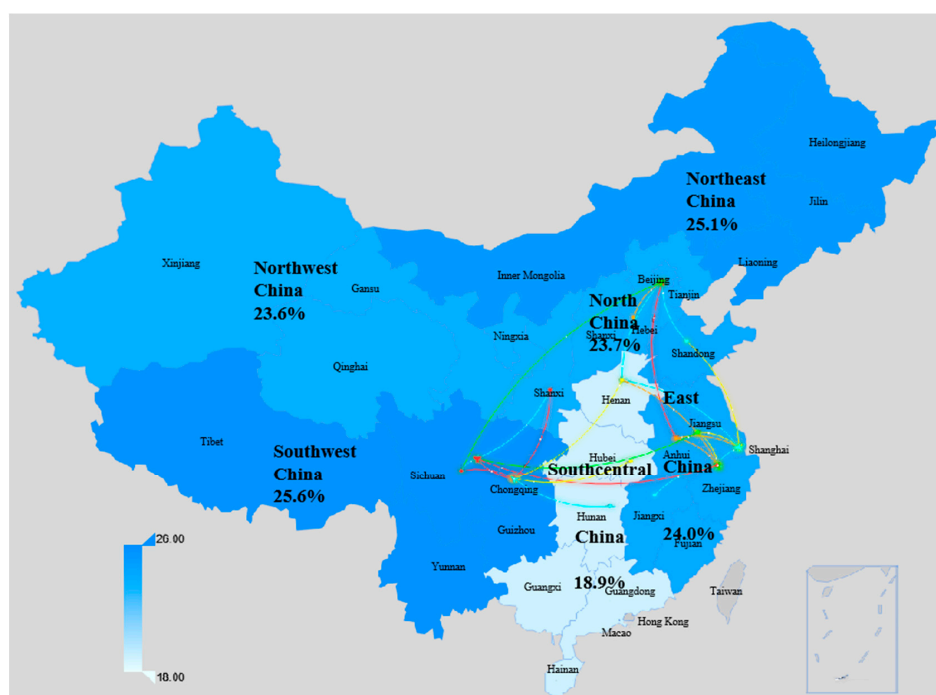 Heilongjiang
Northeast
China
25.1%
Jilin
Liaoning
Xinjiang
Northwest
China
23.6%
Gansu
Inner Mongolia
Beijing
Tianjin
North
China
23.7%
Shanxi
Hebei
Ningxia
Qinghai
Shandong
Shanxi
Henan
East
China
24.0%
Jiangsu
Shanghai
Anhui
Hubei
Southcentral
China
18.9%
Zhejiang
Tibet
Southwest
China
25.6%
Sichuan
Chongqing
Hunan
Jiangxi
Fujian
Guizhou
Yunnan
Guangxi
Guangdong
Taiwan
Hong Kong
Macao
Hainan
26.00
18.00